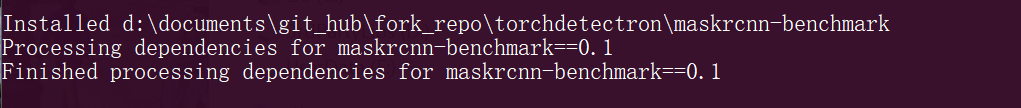 Installed d:\documents\git_hub\fork_repo\torchdetectron\maskrcnn-benchmark
Processing dependencies for maskrcnn-benchmark==0.1
Finished processing dependencies for maskrcnn-benchmark==0.1